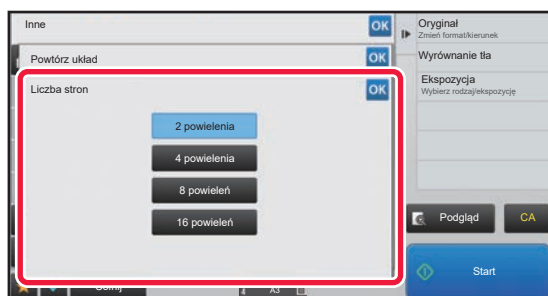 Inne
OK
Powtórz układ
OK
Liczba stron
OK
2 powielenia
4 powielenia
8 powieleń
16 powieleń
Oryginał
Zmień format/kierunek
Wyrównanie tła
Ekspozycja
Wybierz rodzaj/ekspozycję
Podgląd
CA
Start
A3